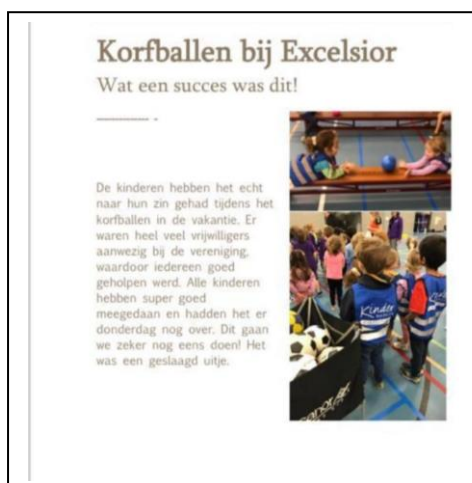 Korfballen bij Excelsior
Wat een succes was dit!
De kinderen hebben het echt
naar hun zin gehad tijdens het
korfballen in de vakantie. Er
waren heel veel vrijwilligers
aanwezig bij de vereniging,
waardoor iedereen goed
geholpen werd. Alle kinderen
hebben super goed
meegedaan en hadden het er
donderdag nog over. Dit gaan
we zeker nog eens doen! Het
was een geslaagd uitje.
Kinder